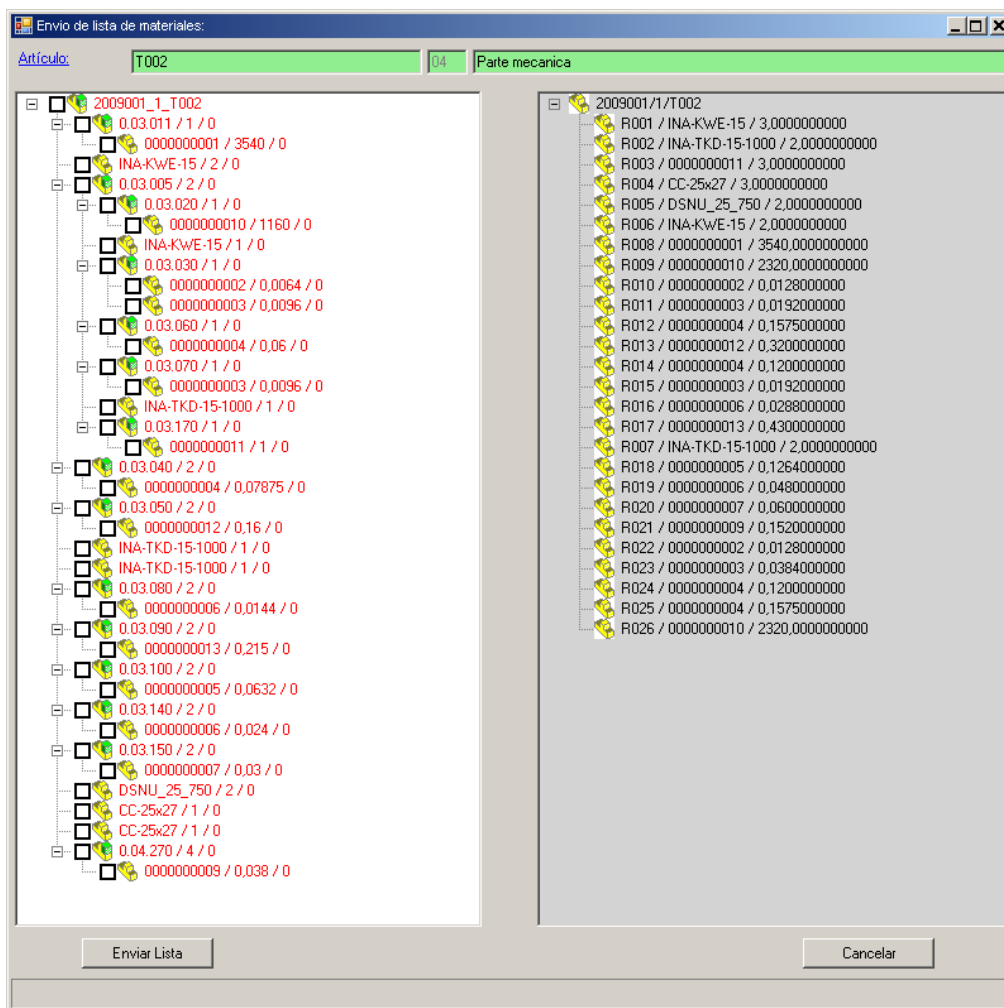 Envio de lista de materiales:
Artículo:
T002
04
Parte mecanica
2009001_1_T002
0.03.011 / 1 / 0
0000000001 / 3540 / 0
INA-KWE-15 / 2 / 0
0.03.005 / 2 / 0
0.03.020 / 1 / 0
0000000010 / 1160 / 0
INA-KWE-15 / 1 / 0
0.03.030 / 1 / 0
0000000002 / 0,0064 / 0
0000000003 / 0,0096 / 0
0.03.060 / 1 / 0
0000000004 / 0,06 / 0
0.03.070 / 1 / 0
0000000003 / 0,0096 / 0
INA-TKD-15-1000 / 1 / 0
0.03.170 / 1 / 0
0000000011 / 1 / 0
0.03.040 / 2 / 0
0000000004 / 0,07875 / 0
0.03.050 / 2 / 0
0000000012 / 0,16 / 0
INA-TKD-15-1000 / 1 / 0
INA-TKD-15-1000 / 1 / 0
0.03.080 / 2 / 0
0000000006 / 0,0144 / 0
0.03.090 / 2 / 0
0000000013 / 0,215 / 0
0.03.100 / 2 / 0
0000000005 / 0,0632 / 0
0.03.140 / 2 / 0
0000000006 / 0,024 / 0
0.03.150 / 2 / 0
0000000007 / 0,03 / 0
DSNU_25_750 / 2 / 0
CC-25x27 / 1 / 0
CC-25x27 / 1 / 0
0.04.270 / 4 / 0
0000000009 / 0,038 / 0
2009001/1/T002
R001 / INA-KWE-15 / 3,0000000000
R002 / INA-TKD-15-1000 / 2,0000000000
R003 / 0000000011 / 3,0000000000
R004 / CC-25x27 / 3,0000000000
R005 / DSNU_25_750 / 2,0000000000
R006 / INA-KWE-15 / 2,0000000000
R008 / 0000000001 / 3540,0000000000
R009 / 0000000010 / 2320,0000000000
R010 / 0000000002 / 0,0128000000
R011 / 0000000003 / 0,0192000000
R012 / 0000000004 / 0,1575000000
R013 / 0000000012 / 0,3200000000
R014 / 0000000004 / 0,1200000000
R015 / 0000000003 / 0,0192000000
R016 / 0000000006 / 0,0288000000
R017 / 0000000013 / 0,4300000000
R007 / INA-TKD-15-1000 / 2,0000000000
R018 / 0000000005 / 0,1264000000
R019 / 0000000006 / 0,0480000000
R020 / 0000000007 / 0,0600000000
R021 / 0000000009 / 0,1520000000
R022 / 0000000002 / 0,0128000000
R023 / 0000000003 / 0,0384000000
R024 / 0000000004 / 0,1200000000
R025 / 0000000004 / 0,1575000000
R026 / 0000000010 / 2320,0000000000
Enviar Lista
Cancelar